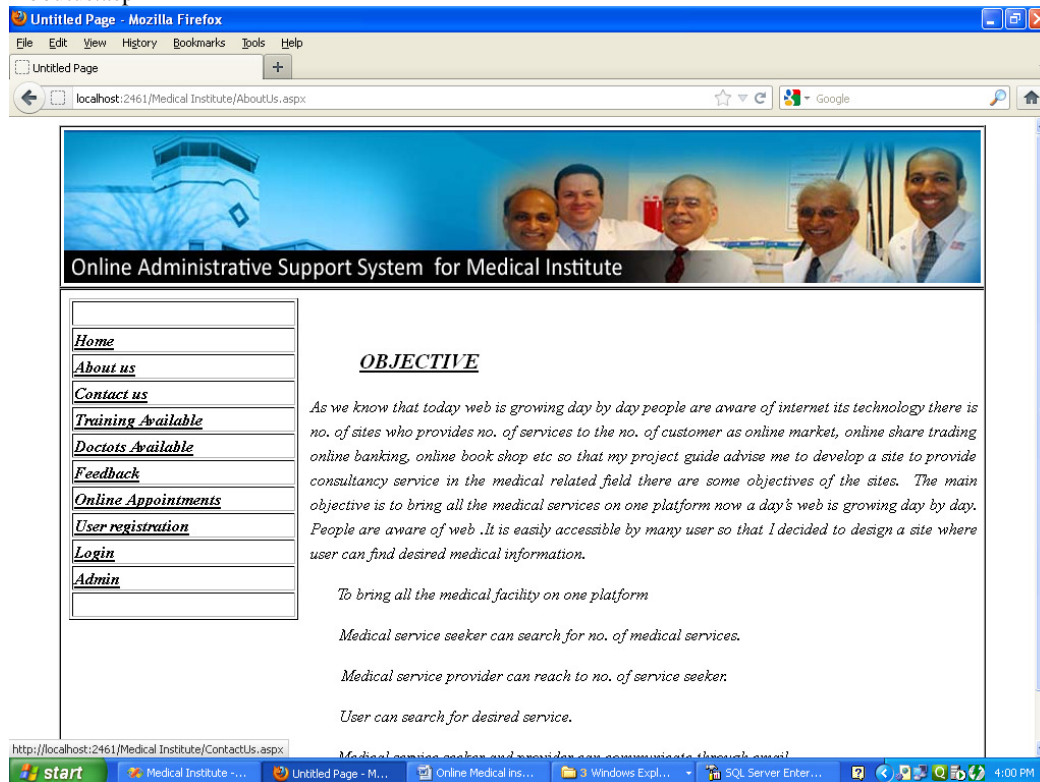 Untitled Page - Mozilla Firefox
File Edit View History Bookmarks Tools Help
Untitled Page
localhost:2461/Medical Institute/AboutUs.aspx
Google
Online Administrative Support System for Medical Institute
Home
About us
Contact us
Training Available
Doctots Available
Feedback
Online Appointments
User registration
Login
Admin
OBJECTIVE
As we know that today web is growing day by day people are aware of internet its technology there is
no. of sites who provides no. of services to the no. of customer as online market, online share trading
online banking, online book shop etc so that my project guide advise me to develop a site to provide
consultancy service in the medical related field there are some objectives of the sites. The main
objective is to bring all the medical services on one platform now a day's web is growing day by day.
People are aware of web .It is easily accessible by many user so that I decided to design a site where
user can find desired medical information.
To bring all the medical facility on one platform
Medical service seeker can search for no. of medical services.
Medical service provider can reach to no. of service seeker.
User can search for desired service.
Medical service seeker and provider can communicate through email
http://localhost:2461/Medical Institute/ContactUs.aspx
start
Medical Institute -...
Untitled Page - M...
Online Medical ins...
3 Windows Expl...
SQL Server Enter...
4:00 PM